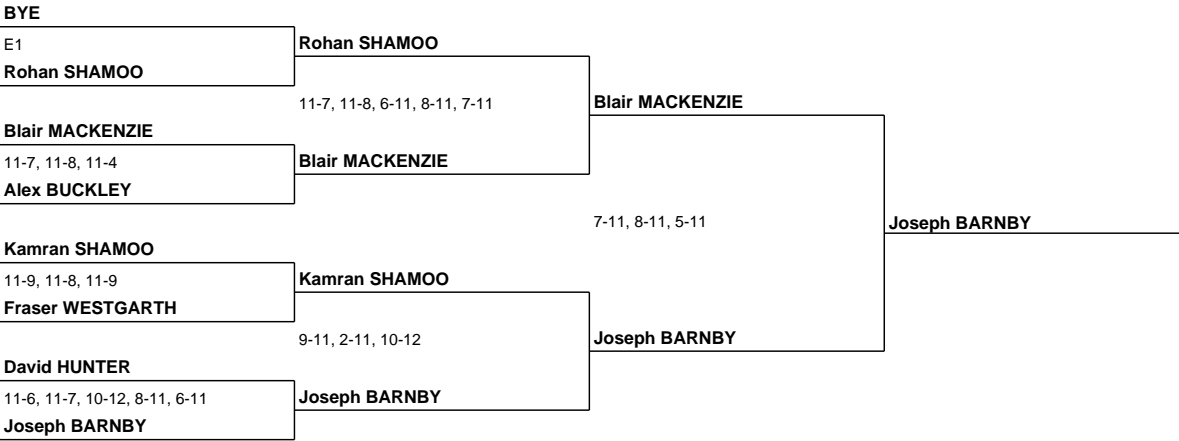 BYE
E1
Rohan SHAMOO
Rohan SHAMOO
11-7, 11-8, 6-11, 8-11, 7-11
Blair MACKENZIE
Blair MACKENZIE
11-7, 11-8, 11-4
Blair MACKENZIE
Alex BUCKLEY
7-11, 8-11, 5-11
Joseph BARNBY
Kamran SHAMOO
11-9, 11-8, 11-9
Kamran SHAMOO
Fraser WESTGARTH
9-11, 2-11, 10-12
Joseph BARNBY
David HUNTER
11-6, 11-7, 10-12, 8-11, 6-11
Joseph BARNBY
Joseph BARNBY